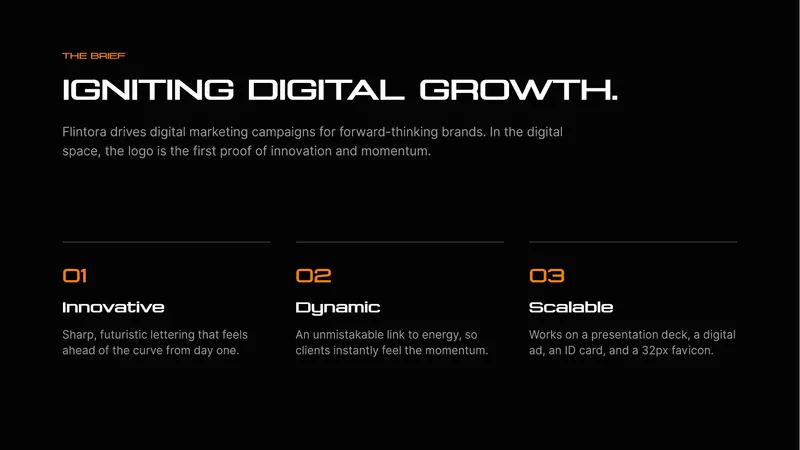 THE BRIEF
IGNITING DIGITAL GROWTH.
Flintora drives digital marketing campaigns for forward-thinking brands. In the digital
space, the logo is the first proof of innovation and momentum.
01
Innovative
Sharp, futuristic lettering that feels
ahead of the curve from day one.
02
Dynamic
An unmistakable link to energy, so
clients instantly feel the momentum.
03
Scalable
Works on a presentation deck, a digital
ad, an ID card, and a 32px favicon.